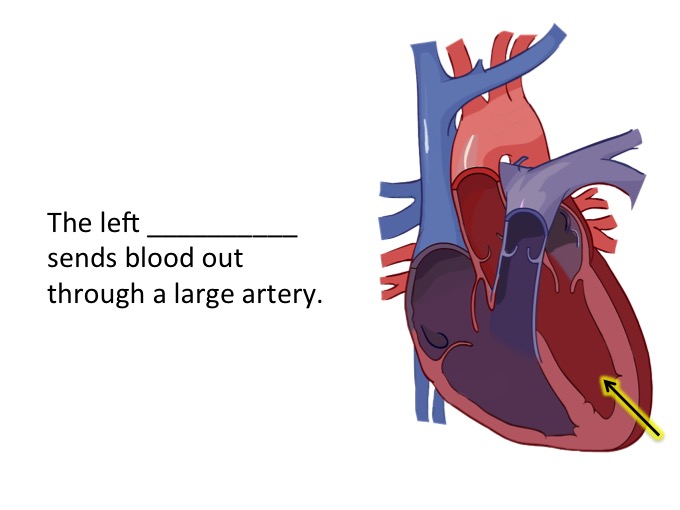 The left __________
sends blood out
through a large artery.